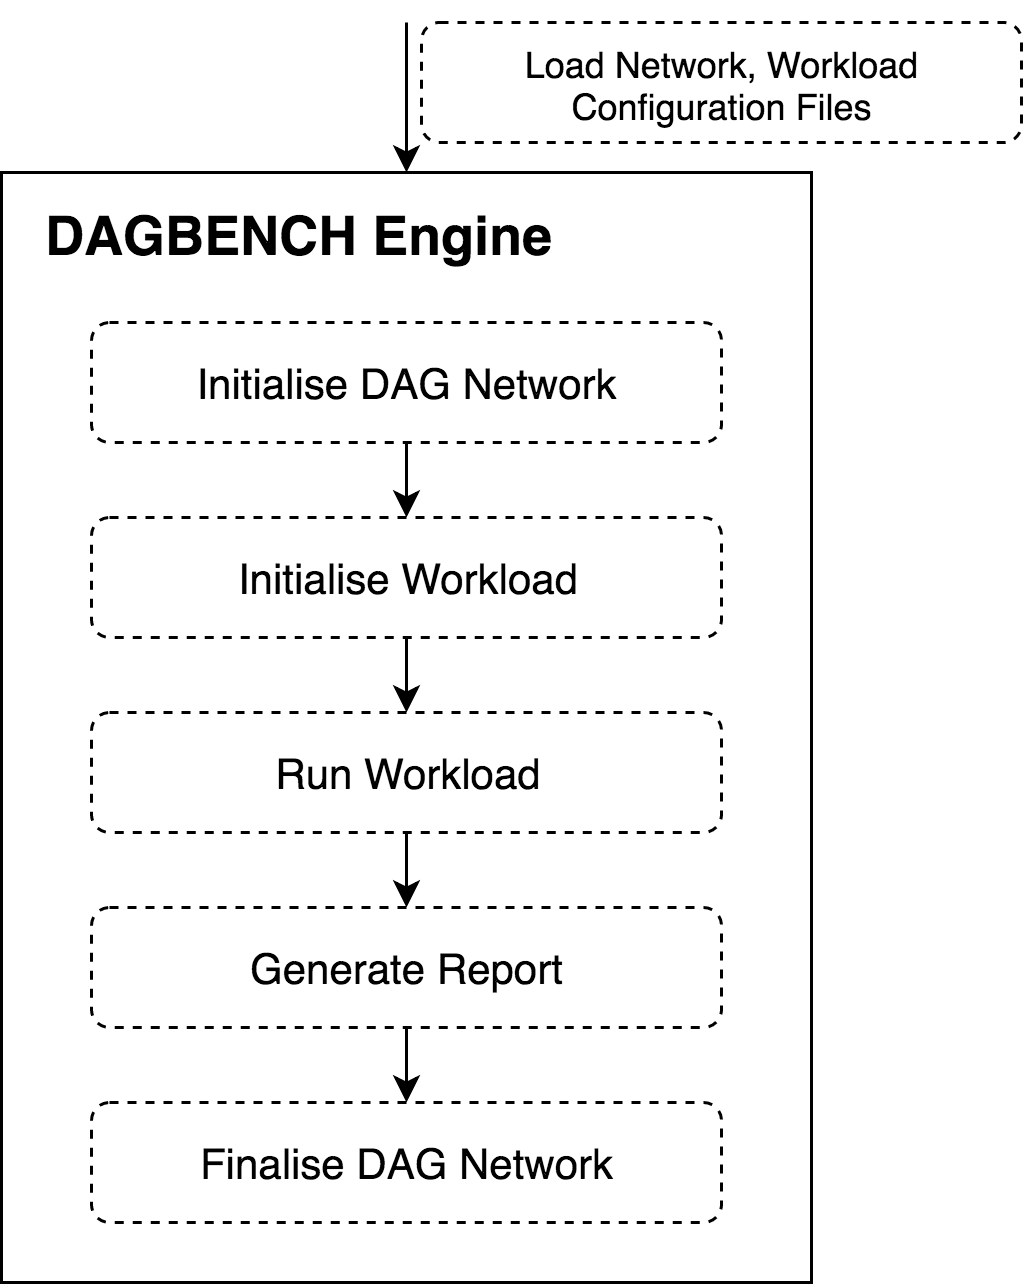 Load Network, Workload
Configuration Files
DAGBENCH Engine
Initialise DAG Network
Initialise Workload
Run Workload
Generate Report
Finalise DAG Network